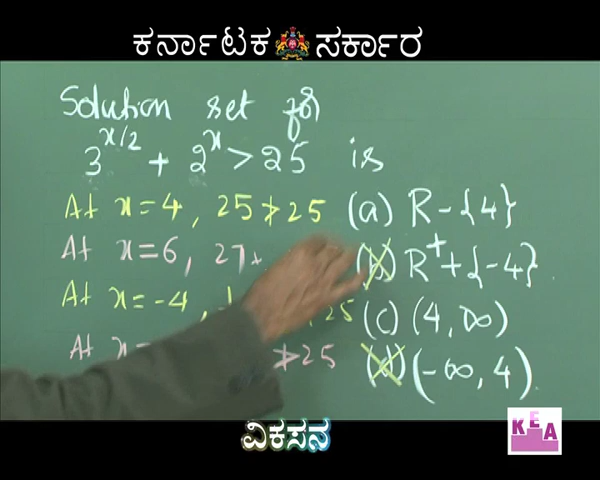 ಕರ್ನಾಟಕ ಸರ್ಕಾರ
Solution set for
3^{x/2} + 2^x > 25 is
At x = 4, 25 ≯ 25 (a) R - {4}
At x = 6, 27 (b) R^+ + {-4}
At x = -4, , 25 (c) (4, ∞)
At x = ≯ 25 (d) (-∞, 4).
ವಿಕಸನ
KEA